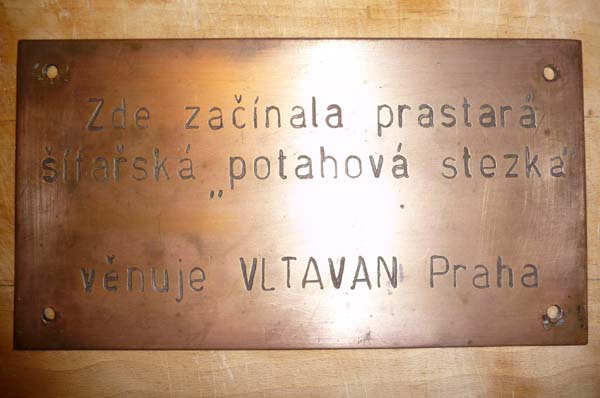 Zde začínala prastará
šífařská „potahová stezka"
věnuje VLTAVAN Praha